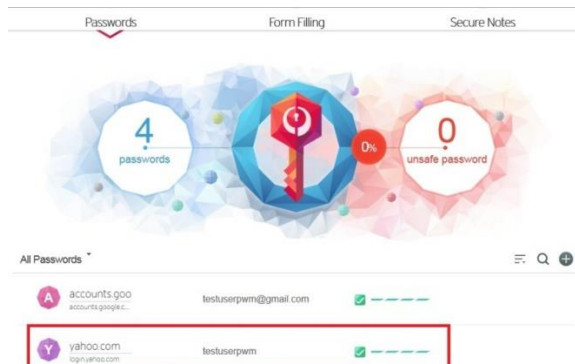 Passwords Form Filling Secure Notes
4 0
0%
passwords unsafe password
All Passwords
A accounts.goo testuserpwm@gmail.com
accounts.google.c...
Y yahoo.com testuserpwm
login.yahoo.com